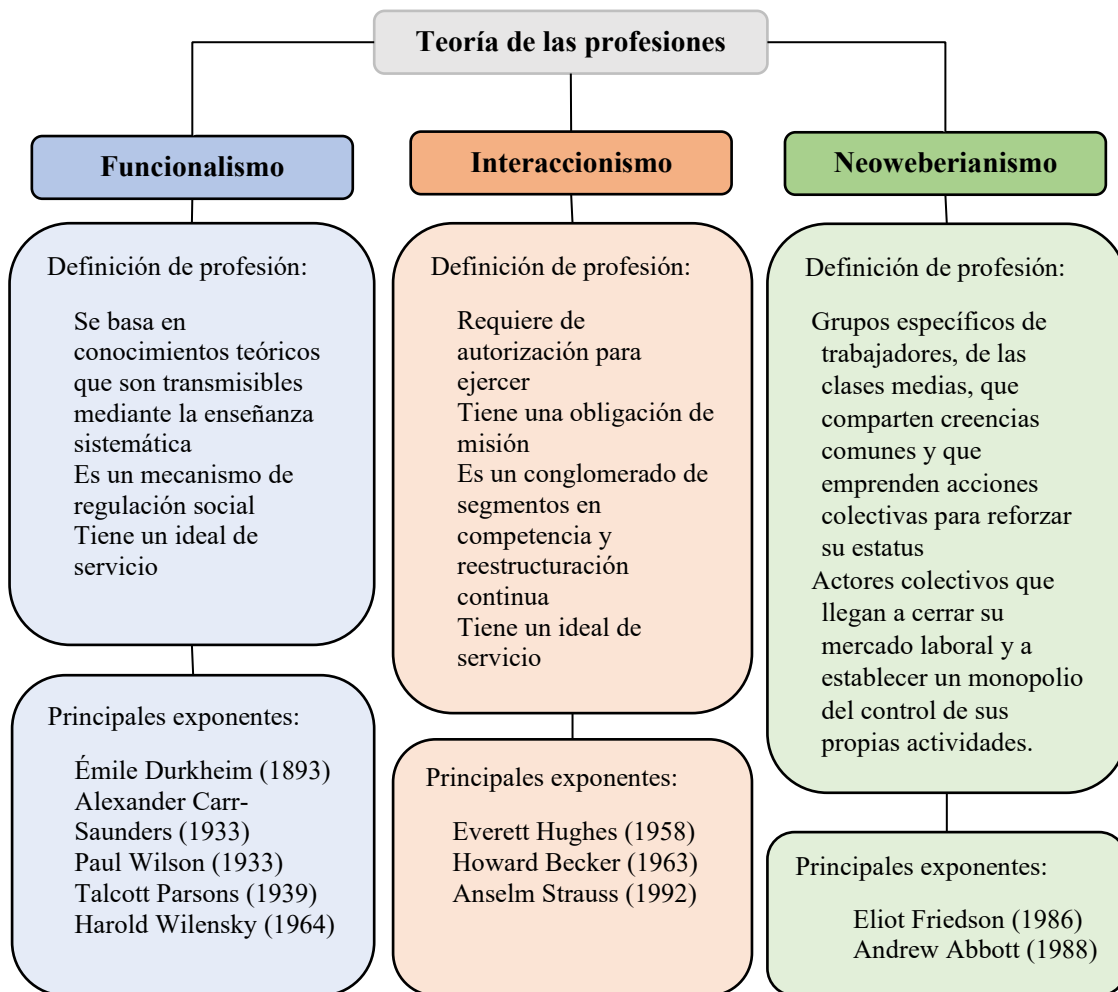 Teoría de las profesiones
Funcionalismo
Definición de profesión:
Se basa en
conocimientos teóricos
que son transmisibles
mediante la enseñanza
sistemática
Es un mecanismo de
regulación social
Tiene un ideal de
servicio
Principales exponentes:
Émile Durkheim (1893)
Alexander Carr-
Saunders (1933)
Paul Wilson (1933)
Talcott Parsons (1939)
Harold Wilensky (1964)
Interaccionismo
Definición de profesión:
Requiere de
autorización para
ejercer
Tiene una obligación de
misión
Es un conglomerado de
segmentos en
competencia y
reestructuración
continua
Tiene un ideal de
servicio
Principales exponentes:
Everett Hughes (1958)
Howard Becker (1963)
Anselm Strauss (1992)
Neoweberianismo
Definición de profesión:
Grupos específicos de
trabajadores, de las
clases medias, que
comparten creencias
comunes y que
emprenden acciones
colectivas para reforzar
su estatus
Actores colectivos que
llegan a cerrar su
mercado laboral y a
establecer un monopolio
del control de sus
propias actividades.
Principales exponentes:
Eliot Friedson (1986)
Andrew Abbott (1988)